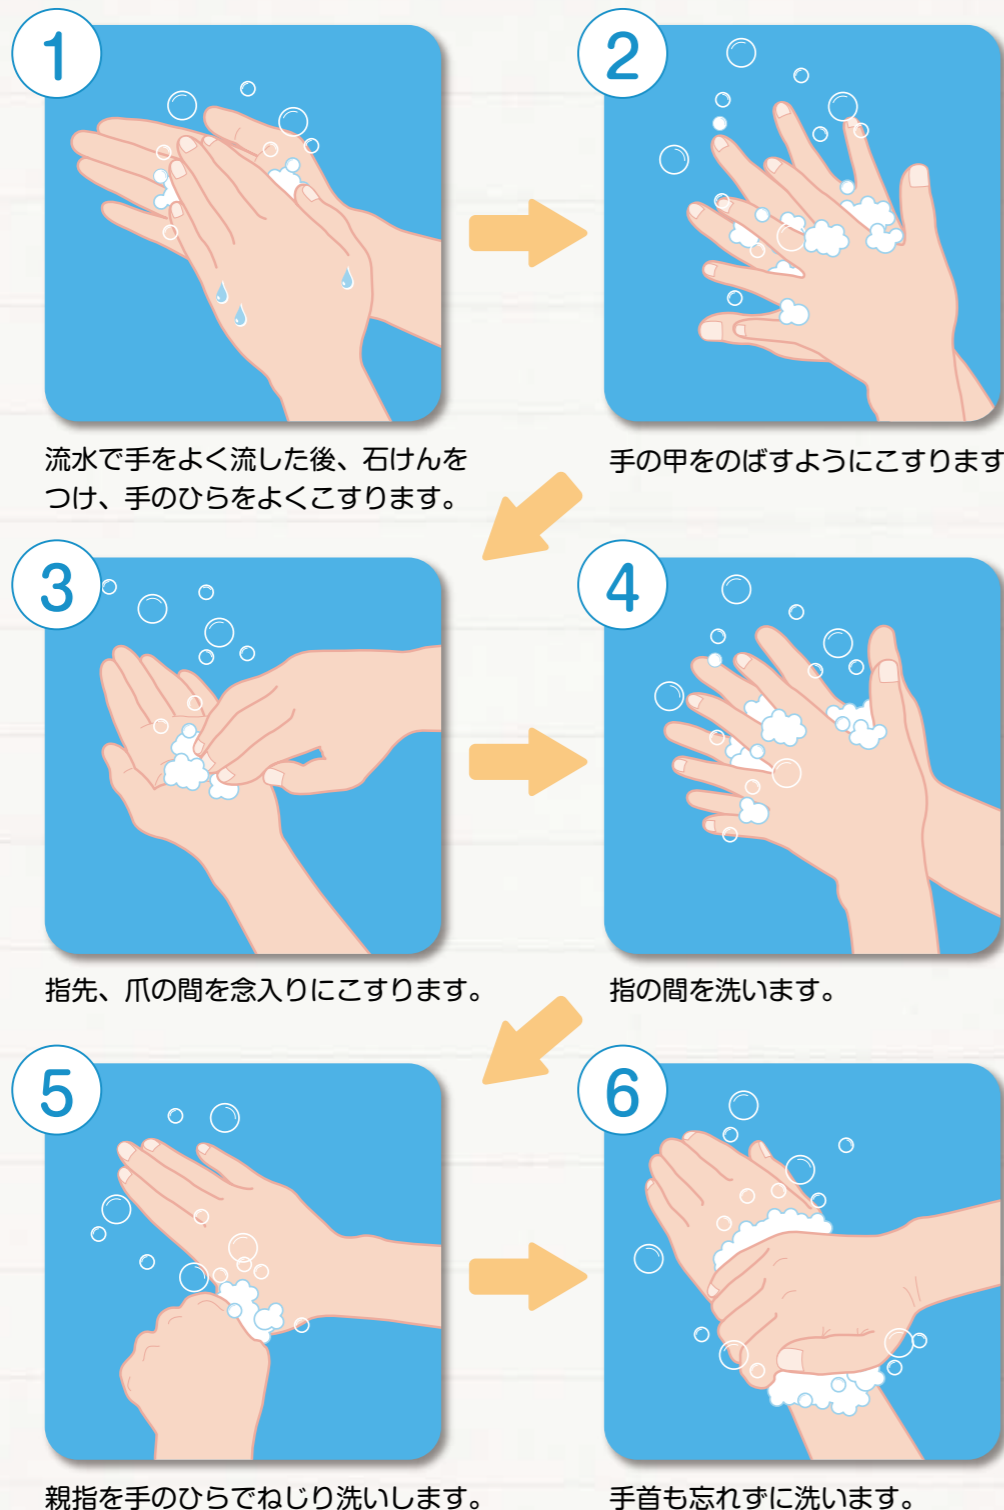 1
流水で手をよく流した後、石けんを
つけ、手のひらをよくこすります。
2
手の甲をのばすようにこすります
3
指先、爪の間を念入りにこすります。
4
指の間を洗います。
5
親指を手のひらでねじり洗いします。
6
手首も忘れずに洗います。